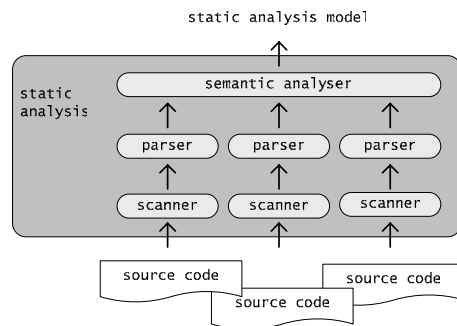 static analysis model
semantic analyser
static
analysis
parser parser parser
scanner scanner scanner
source code source code
source code